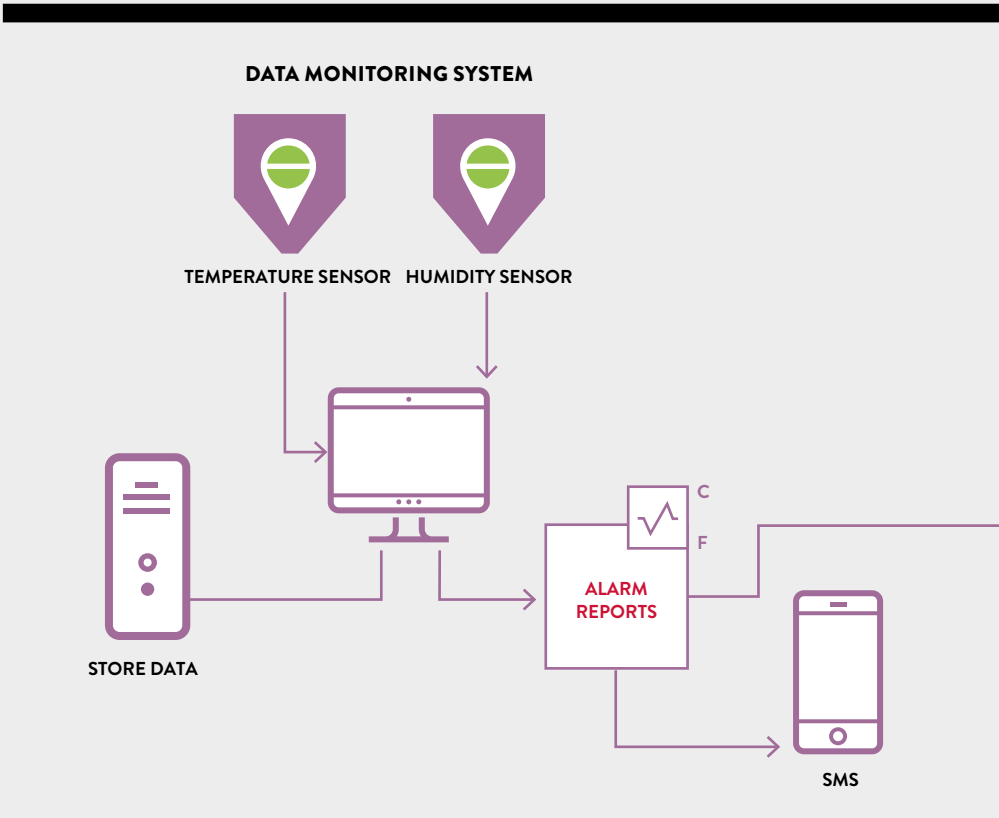 DATA MONITORING SYSTEM
TEMPERATURE SENSOR
HUMIDITY SENSOR
C
F
ALARM
REPORTS
STORE DATA
SMS